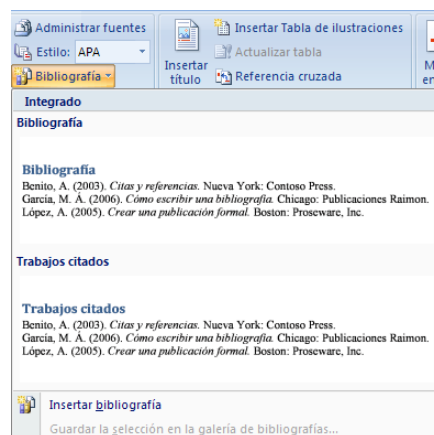 Administrar fuentes
Estilo: APA
Bibliografía
Insertar título
Insertar Tabla de ilustraciones
Actualizar tabla
Referencia cruzada
M
en
Integrado
Bibliografía
Bibliografía
Benito, A. (2003). Citas y referencias. Nueva York: Contoso Press.
García, M. Á. (2006). Cómo escribir una bibliografía. Chicago: Publicaciones Raimon.
López, A. (2005). Crear una publicación formal. Boston: Proseware, Inc.
Trabajos citados
Trabajos citados
Benito, A. (2003). Citas y referencias. Nueva York: Contoso Press.
García, M. Á. (2006). Cómo escribir una bibliografía. Chicago: Publicaciones Raimon.
López, A. (2005). Crear una publicación formal. Boston: Proseware, Inc.
Insertar bibliografía
Guardar la selección en la galería de bibliografías...